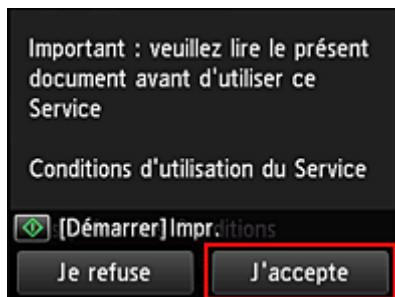 Important : veuillez lire le présent
document avant d'utiliser ce
Service
Conditions d'utilisation du Service
[Démarrer]Impr.
Je refuse
J'accepte